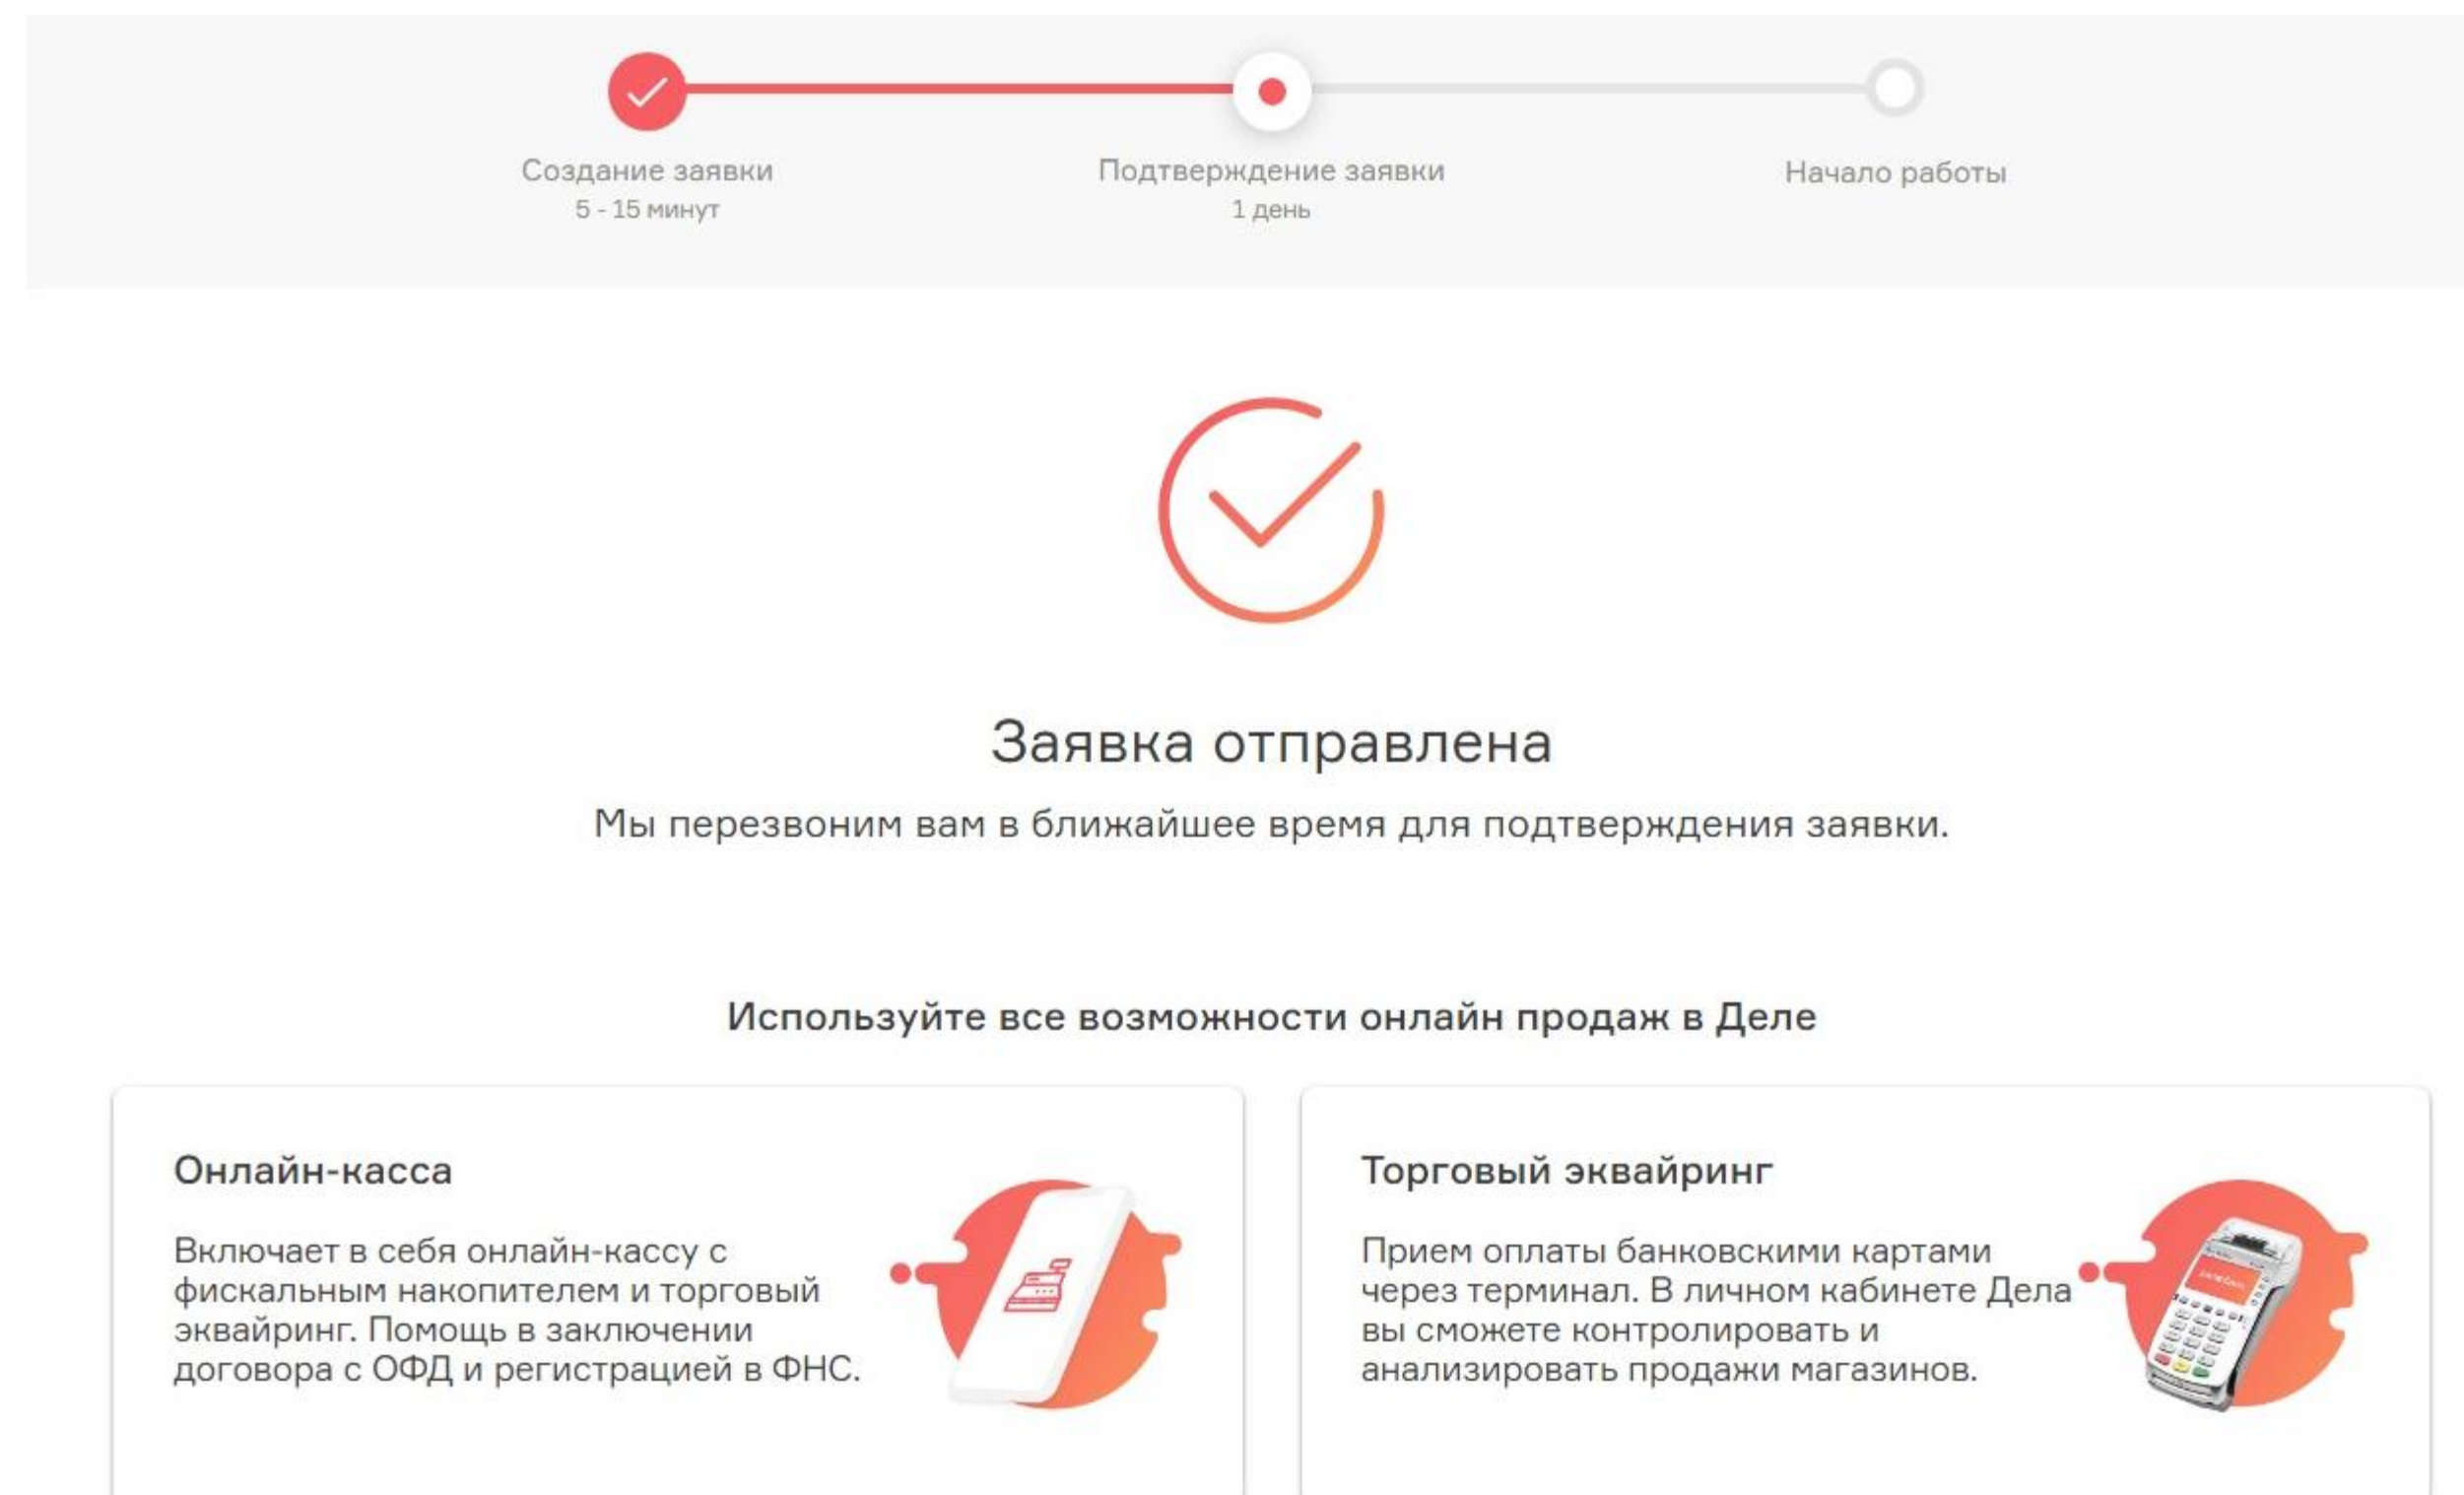 Создание заявки
5 - 15 минут
Подтверждение заявки
1 день
Начало работы
Заявка отправлена
Мы перезвоним вам в ближайшее время для подтверждения заявки.
Используйте все возможности онлайн продаж в Деле
Онлайн-касса
Включает в себя онлайн-кассу с
фискальным накопителем и торговый
эквайринг. Помощь в заключении
договора с ОФД и регистрацией в ФНС.
Торговый эквайринг
Прием оплаты банковскими картами
через терминал. В личном кабинете Дела
вы сможете контролировать и
анализировать продажи магазинов.